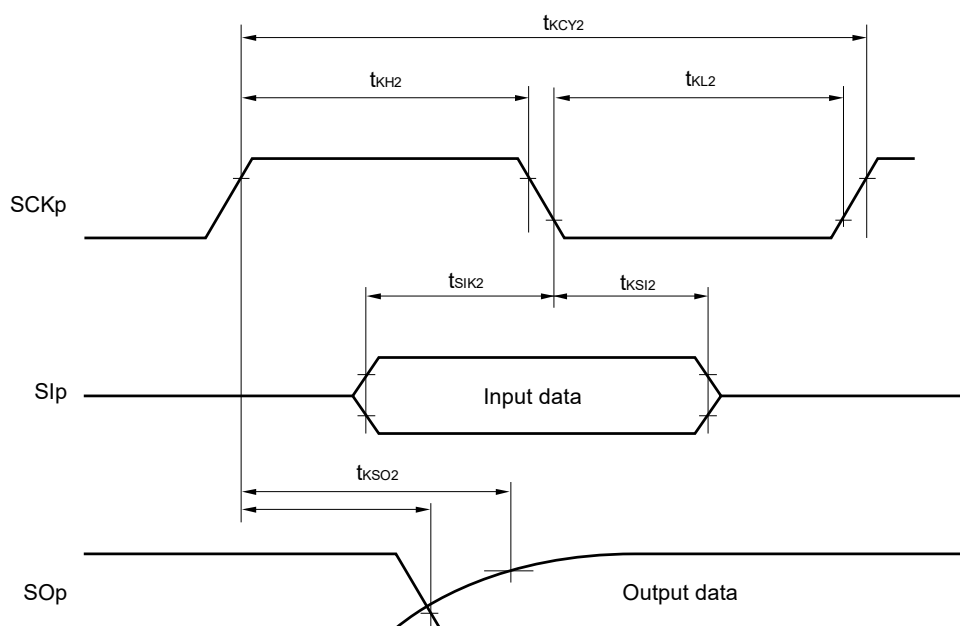 tKCY2
tKH2
tKL2
SCKp
tSIK2
tKSI2
SIp
Input data
tKSO2
SOp
Output data